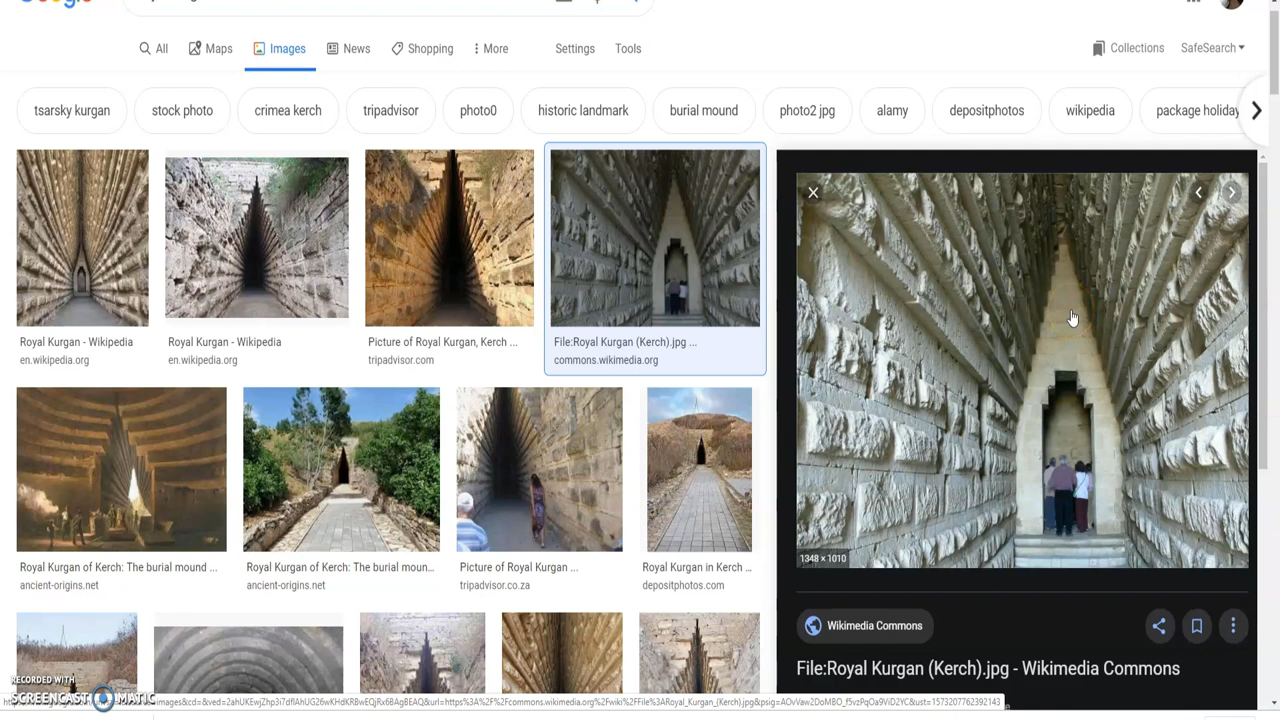 All Maps Images News Shopping More Settings Tools Collections SafeSearch
tsarsky kurgan stock photo crimea kerch tripadvisor photo0 historic landmark burial mound photo2 jpg alamy depositphotos wikipedia package holiday
Royal Kurgan - Wikipedia
en.wikipedia.org
Royal Kurgan - Wikipedia
en.wikipedia.org
Picture of Royal Kurgan, Kerch ...
tripadvisor.com
File:Royal Kurgan (Kerch).jpg ...
commons.wikimedia.org
1348 × 1010
Royal Kurgan of Kerch: The burial mound ...
ancient-origins.net
Royal Kurgan of Kerch: The burial moun...
ancient-origins.net
Picture of Royal Kurgan ...
tripadvisor.co.za
Royal Kurgan in Kerch ...
depositphotos.com
Wikimedia Commons
File:Royal Kurgan (Kerch).jpg - Wikimedia Commons
RECORDED WITH
SCREENCAST MATIC